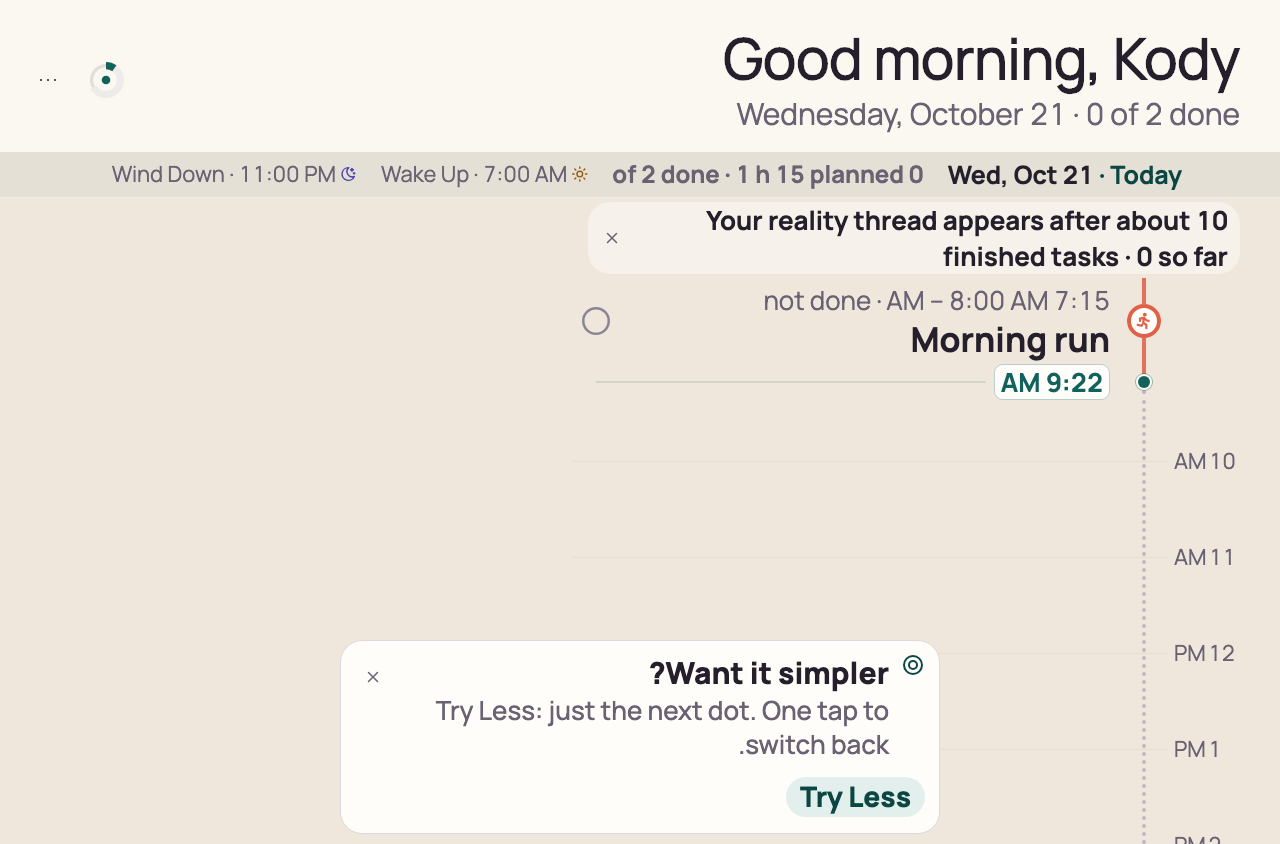 Good morning, Kody
Wednesday, October 21 · 0 of 2 done
Wed, Oct 21 · Today
of 2 done · 1 h 15 planned 0
Wake Up · 7:00 AM
Wind Down · 11:00 PM
Your reality thread appears after about 10
finished tasks · 0 so far
not done · AM – 8:00 AM 7:15
Morning run
AM 9:22
AM 10
AM 11
PM 12
?Want it simpler
Try Less: just the next dot. One tap to
.switch back
PM 1
Try Less
PM 2